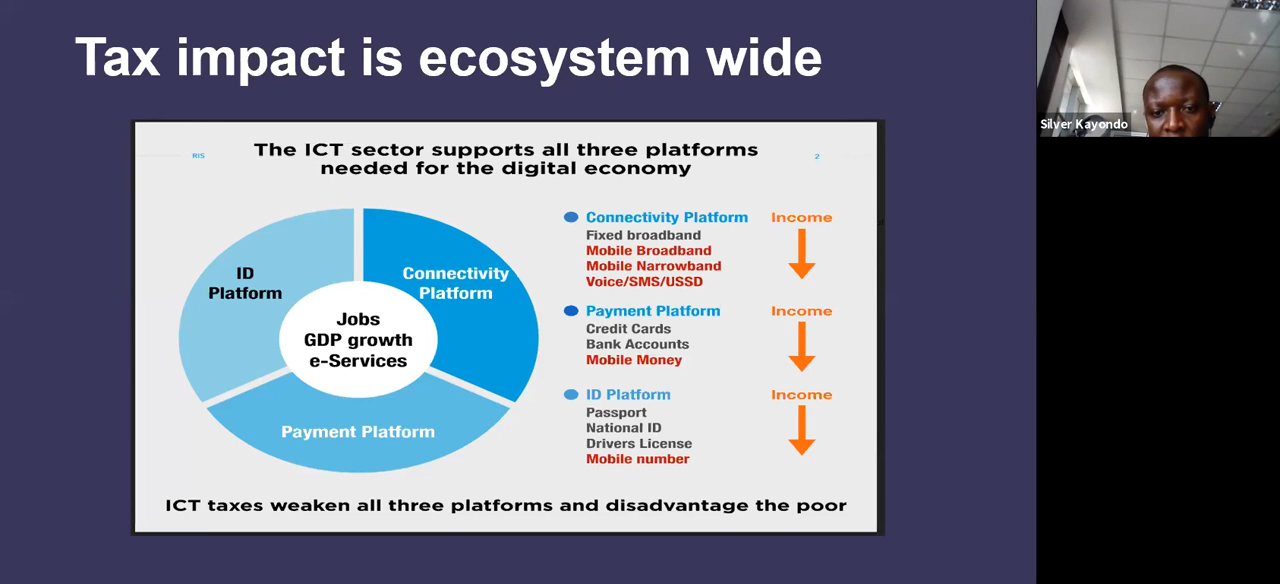 Tax impact is ecosystem wide
RIS
The ICT sector supports all three platforms
needed for the digital economy
2
ID
Platform
Connectivity
Platform
Jobs
GDP growth
e-Services
Payment Platform
Connectivity Platform
Income
Fixed broadband
Mobile Broadband
Mobile Narrowband
Voice/SMS/USSD
Payment Platform
Income
Credit Cards
Bank Accounts
Mobile Money
ID Platform
Income
Passport
National ID
Drivers License
Mobile number
ICT taxes weaken all three platforms and disadvantage the poor
Silver Kayondo